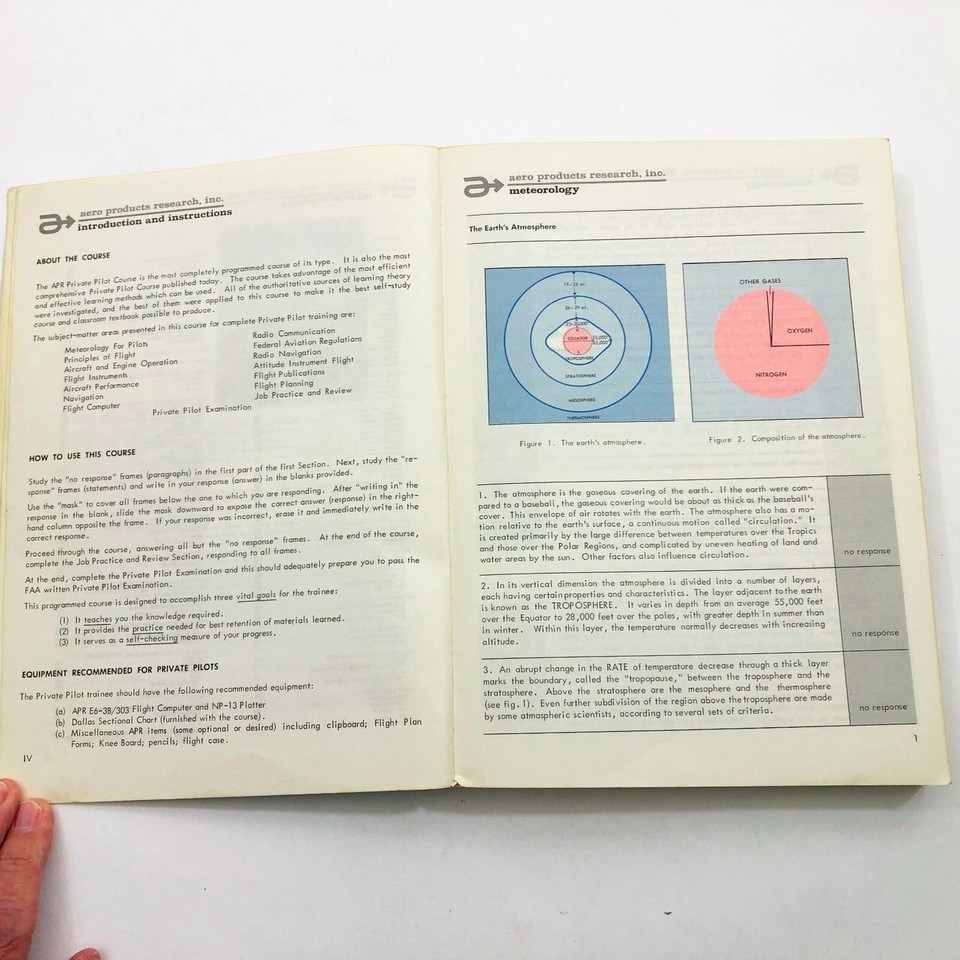 aero products research, inc.
introduction and instructions
ABOUT THE COURSE
The APR Private Pilot Course is the most completely programmed course of its type. It is also the most
comprehensive Private Pilot Course published today. The course takes advantage of the most efficient
and effective learning methods which can be used. All of the authoritative sources of learning theory
were investigated, and the best of them were applied to this course to make it the best self-study
course and classroom textbook possible to produce.
The subject-matter areas presented in this course for complete Private Pilot training are:
Meteorology For Pilots
Principles of Flight
Aircraft and Engine Operation
Flight Instruments
Aircraft Performance
Navigation
Flight Computer
Radio Communication
Federal Aviation Regulations
Radio Navigation
Attitude Instrument Flight
Flight Publications
Flight Planning
Job Practice and Review
Private Pilot Examination
HOW TO USE THIS COURSE
Study the "no response" frames (paragraphs) in the first part of the first Section. Next, study the "re-
sponse" frames (statements) and write in your response (answer) in the blanks provided.
Use the "mask" to cover all frames below the one to which you are responding. After "writing in" the
response in the blank, slide the mask downward to expose the correct answer (response) in the right-
hand column opposite the frame. If your response was incorrect, erase it and immediately write in the
correct response.
Proceed through the course, answering all but the "no response" frames. At the end of the course,
complete the Job Practice and Review Section, responding to all frames.
At the end, complete the Private Pilot Examination and this should adequately prepare you to pass the
FAA written Private Pilot Examination.
This programmed course is designed to accomplish three vital goals for the trainee:
(1) It teaches you the knowledge required.
(2) It provides the practice needed for best retention of materials learned.
(3) It serves as a self-checking measure of your progress.
EQUIPMENT RECOMMENDED FOR PRIVATE PILOTS
The Private Pilot trainee should have the following recommended equipment:
(a) APR E6-3B/303 Flight Computer and NP-13 Plotter
(b) Dallas Sectional Chart (furnished with the course).
(c) Miscellaneous APR items (some optional or desired) including clipboard; Flight Plan
Forms; Knee Board; pencils; flight case.
IV
aero products research, inc.
meteorology
The Earth's Atmosphere
19-22 mi.
26-29 mi.
N
EQUATOR
55,000'
S
TROPOSPHERE
STRATOSPHERE
MESOSPHERE
THERMOSPHERE
Figure 1. The earth's atmosphere.
OTHER GASES
OXYGEN
NITROGEN
Figure 2. Composition of the atmosphere.
1. The atmosphere is the gaseous covering of the earth. If the earth were com-
pared to a baseball, the gaseous covering would be about as thick as the baseball's
cover. This envelope of air rotates with the earth. The atmosphere also has a mo-
tion relative to the earth's surface, a continuous motion called "circulation." It
is created primarily by the large difference between temperatures over the Tropics
and those over the Polar Regions, and complicated by uneven heating of land and
water areas by the sun. Other factors also influence circulation.
no response
2. In its vertical dimension the atmosphere is divided into a number of layers,
each having certain properties and characteristics. The layer adjacent to the earth
is known as the TROPOSPHERE. It varies in depth from an average 55,000 feet
over the Equator to 28,000 feet over the poles, with greater depth in summer than
in winter. Within this layer, the temperature normally decreases with increasing
altitude.
no response
3. An abrupt change in the RATE of temperature decrease through a thick layer
marks the boundary, called the "tropopause," between the troposphere and the
stratosphere. Above the stratosphere are the mesophere and the thermosphere
(see fig. 1). Even further subdivision of the region above the troposphere are made
by some atmospheric scientists, according to several sets of criteria.
no response
1